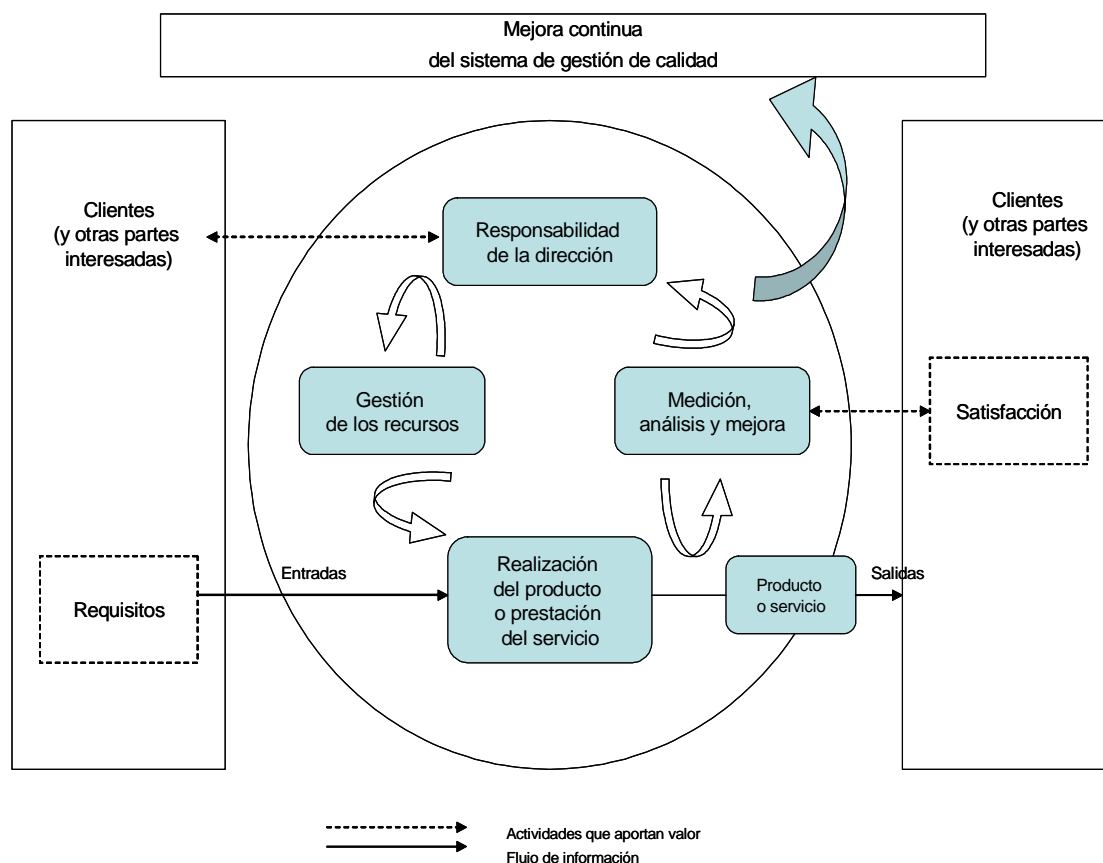 Mejora continua
del sistema de gestión de calidad
Clientes
(y otras partes
interesadas)
Responsabilidad
de la dirección
Clientes
(y otras partes
interesadas)
Gestión
de los recursos
Medición,
análisis y mejora
Satisfacción
Requisitos
Entradas
Realización
del producto
o prestación
del servicio
Producto
o servicio
Salidas
Actividades que aportan valor
Flujo de información